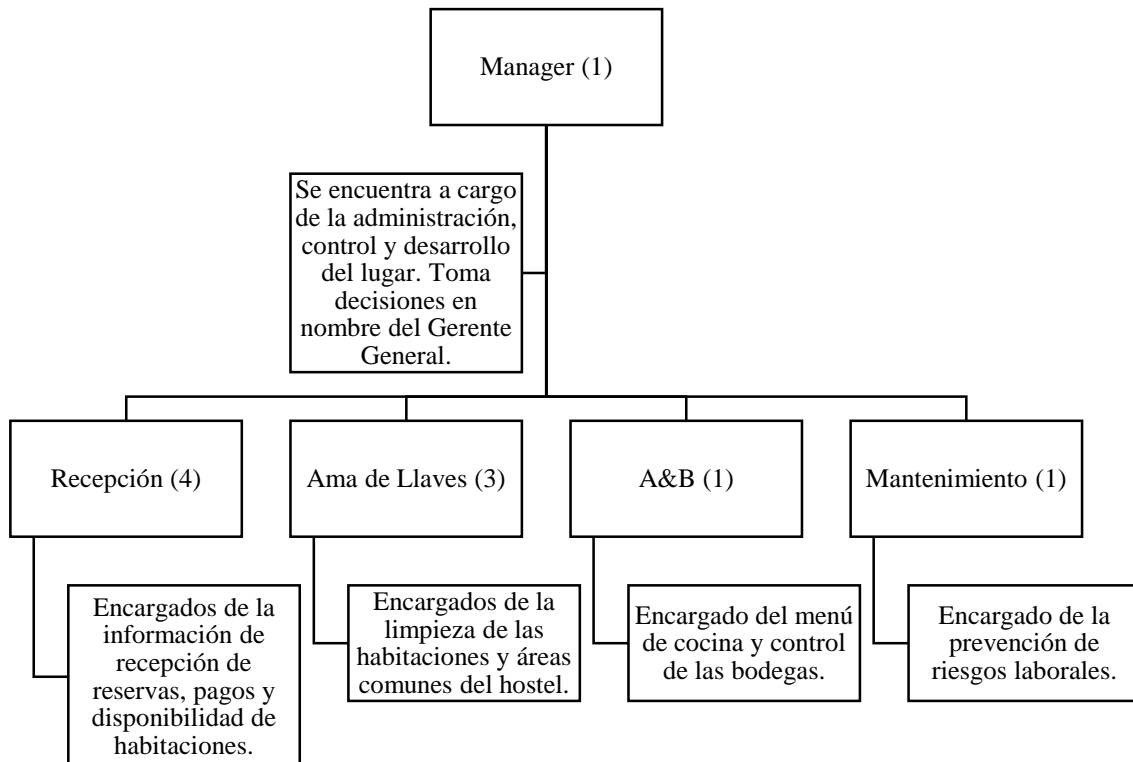 Manager (1)
Se encuentra a cargo
de la administración,
control y desarrollo
del lugar. Toma
decisiones en
nombre del Gerente
General.
Recepción (4)
Encargados de la
información de
recepción de
reservas, pagos y
disponibilidad de
habitaciones.
Ama de Llaves (3)
Encargados de la
limpieza de las
habitaciones y áreas
comunes del hostel.
A&B (1)
Encargado del menú
de cocina y control
de las bodegas.
Mantenimiento (1)
Encargado de la
prevención de
riesgos laborales.